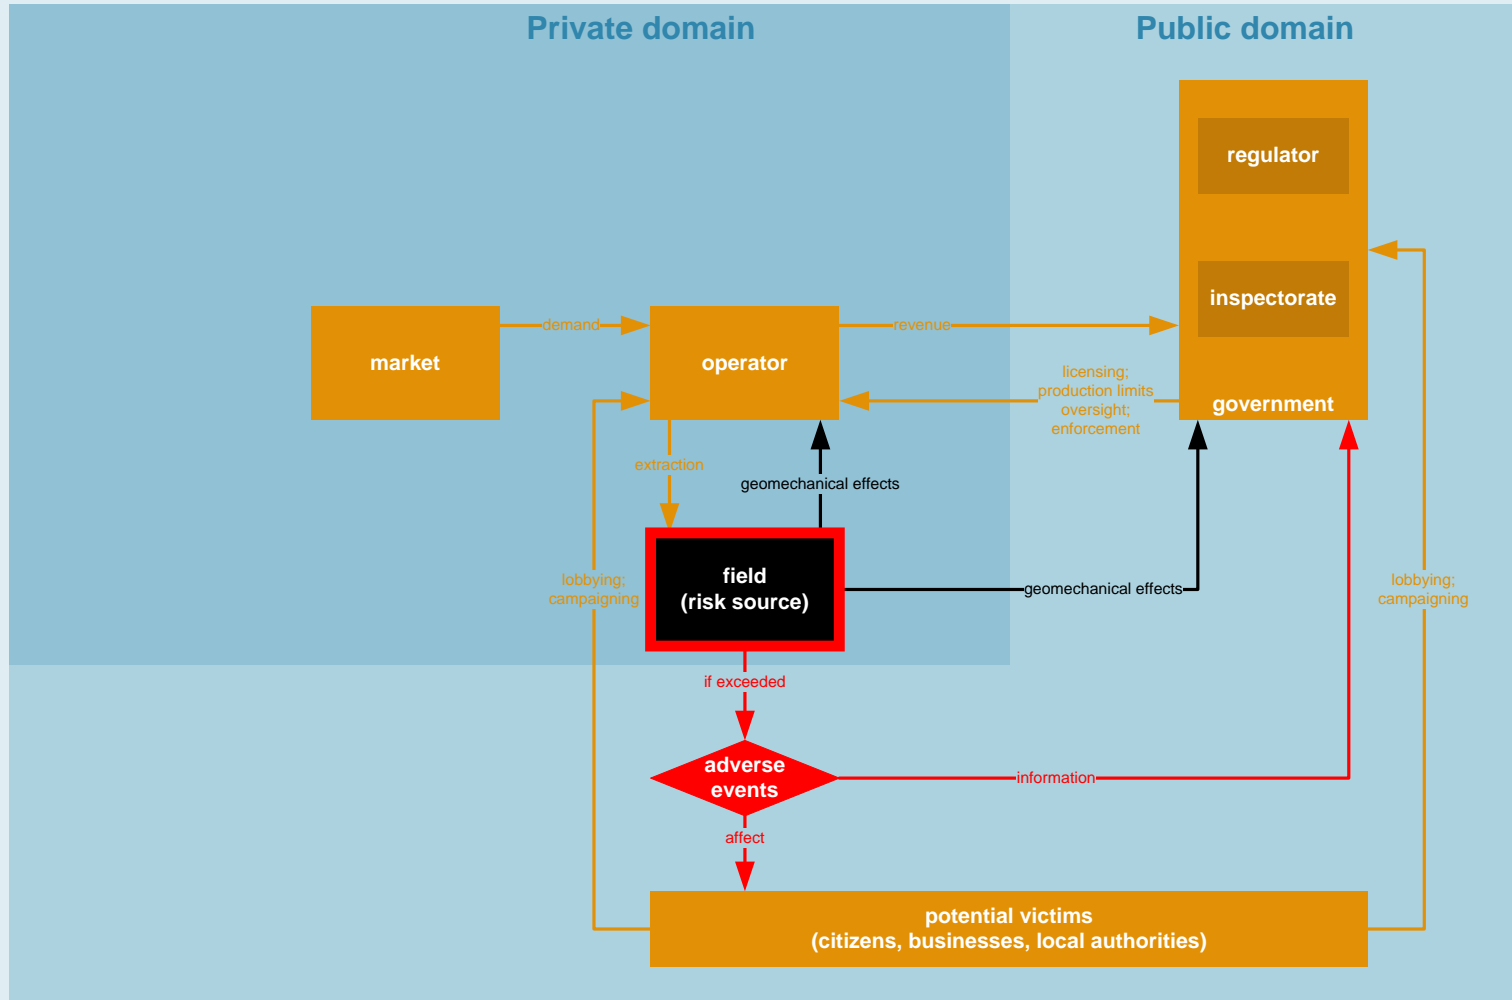 Private domain
Public domain
regulator
inspectorate
demand
revenue
market
operator
licensing;
production limits
oversight;
enforcement
government
extraction
geomechanical effects
field
(risk source)
lobbying;
campaigning
geomechanical effects
lobbying;
campaigning
if exceeded
adverse
events
information
affect
potential victims
(citizens, businesses, local authorities)